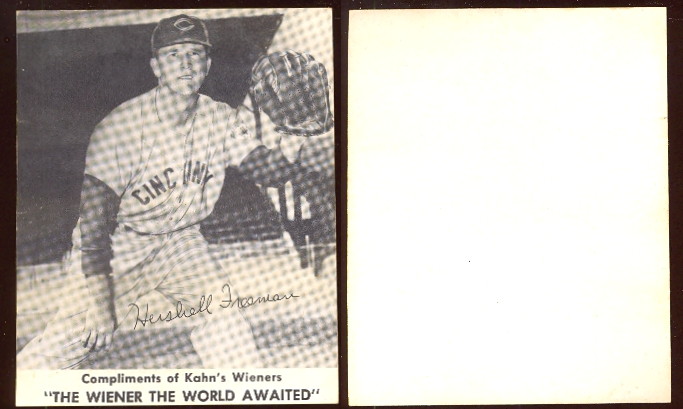 C
CINCINNATI
Hershell Freeman
Compliments of Kahn's Wieners
"THE WIENER THE WORLD AWAITED"